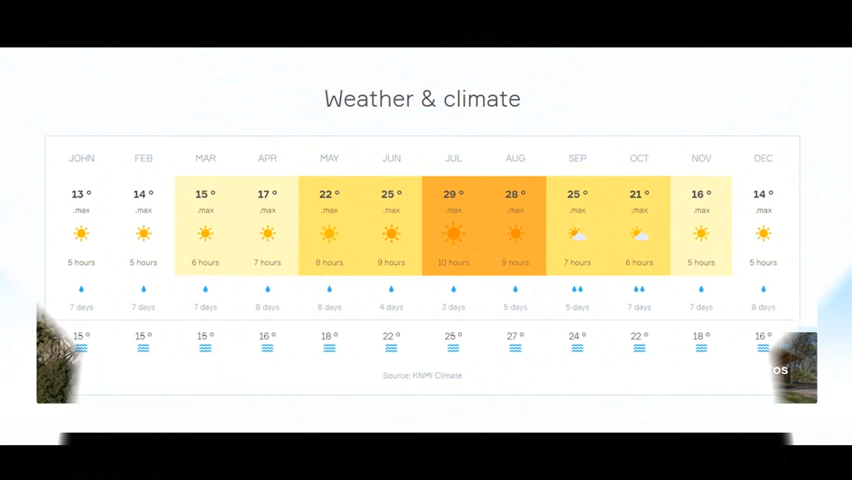 Weather & climate
JOHN FEB MAR APR MAY JUN JUL AUG SEP OCT NOV DEC
13 º 14 º 15 º 17 º 22 º 25 º 29 º 28 º 25 º 21 º 16 º 14 º
.max .max .max .max .max .max .max .max .max .max .max .max
5 hours 5 hours 6 hours 7 hours 8 hours 9 hours 10 hours 9 hours 7 hours 6 hours 5 hours 5 hours
7 days 7 days 7 days 8 days 8 days 4 days 3 days 5 days 5 days 7 days 7 days 8 days
15 º 15 º 15 º 16 º 18 º 22 º 25 º 27 º 24 º 22 º 18 º 16 º
Source: KNMI Climate